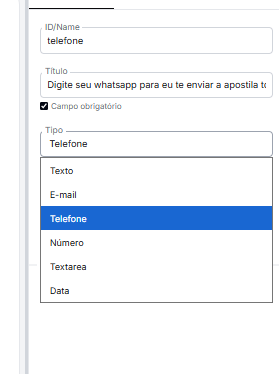 ID/Name
telefone
Título
Digite seu whatsapp para eu te enviar a apostila
Campo obrigatório
Tipo
Telefone
Texto
E-mail
Telefone
Número
Textarea
Data